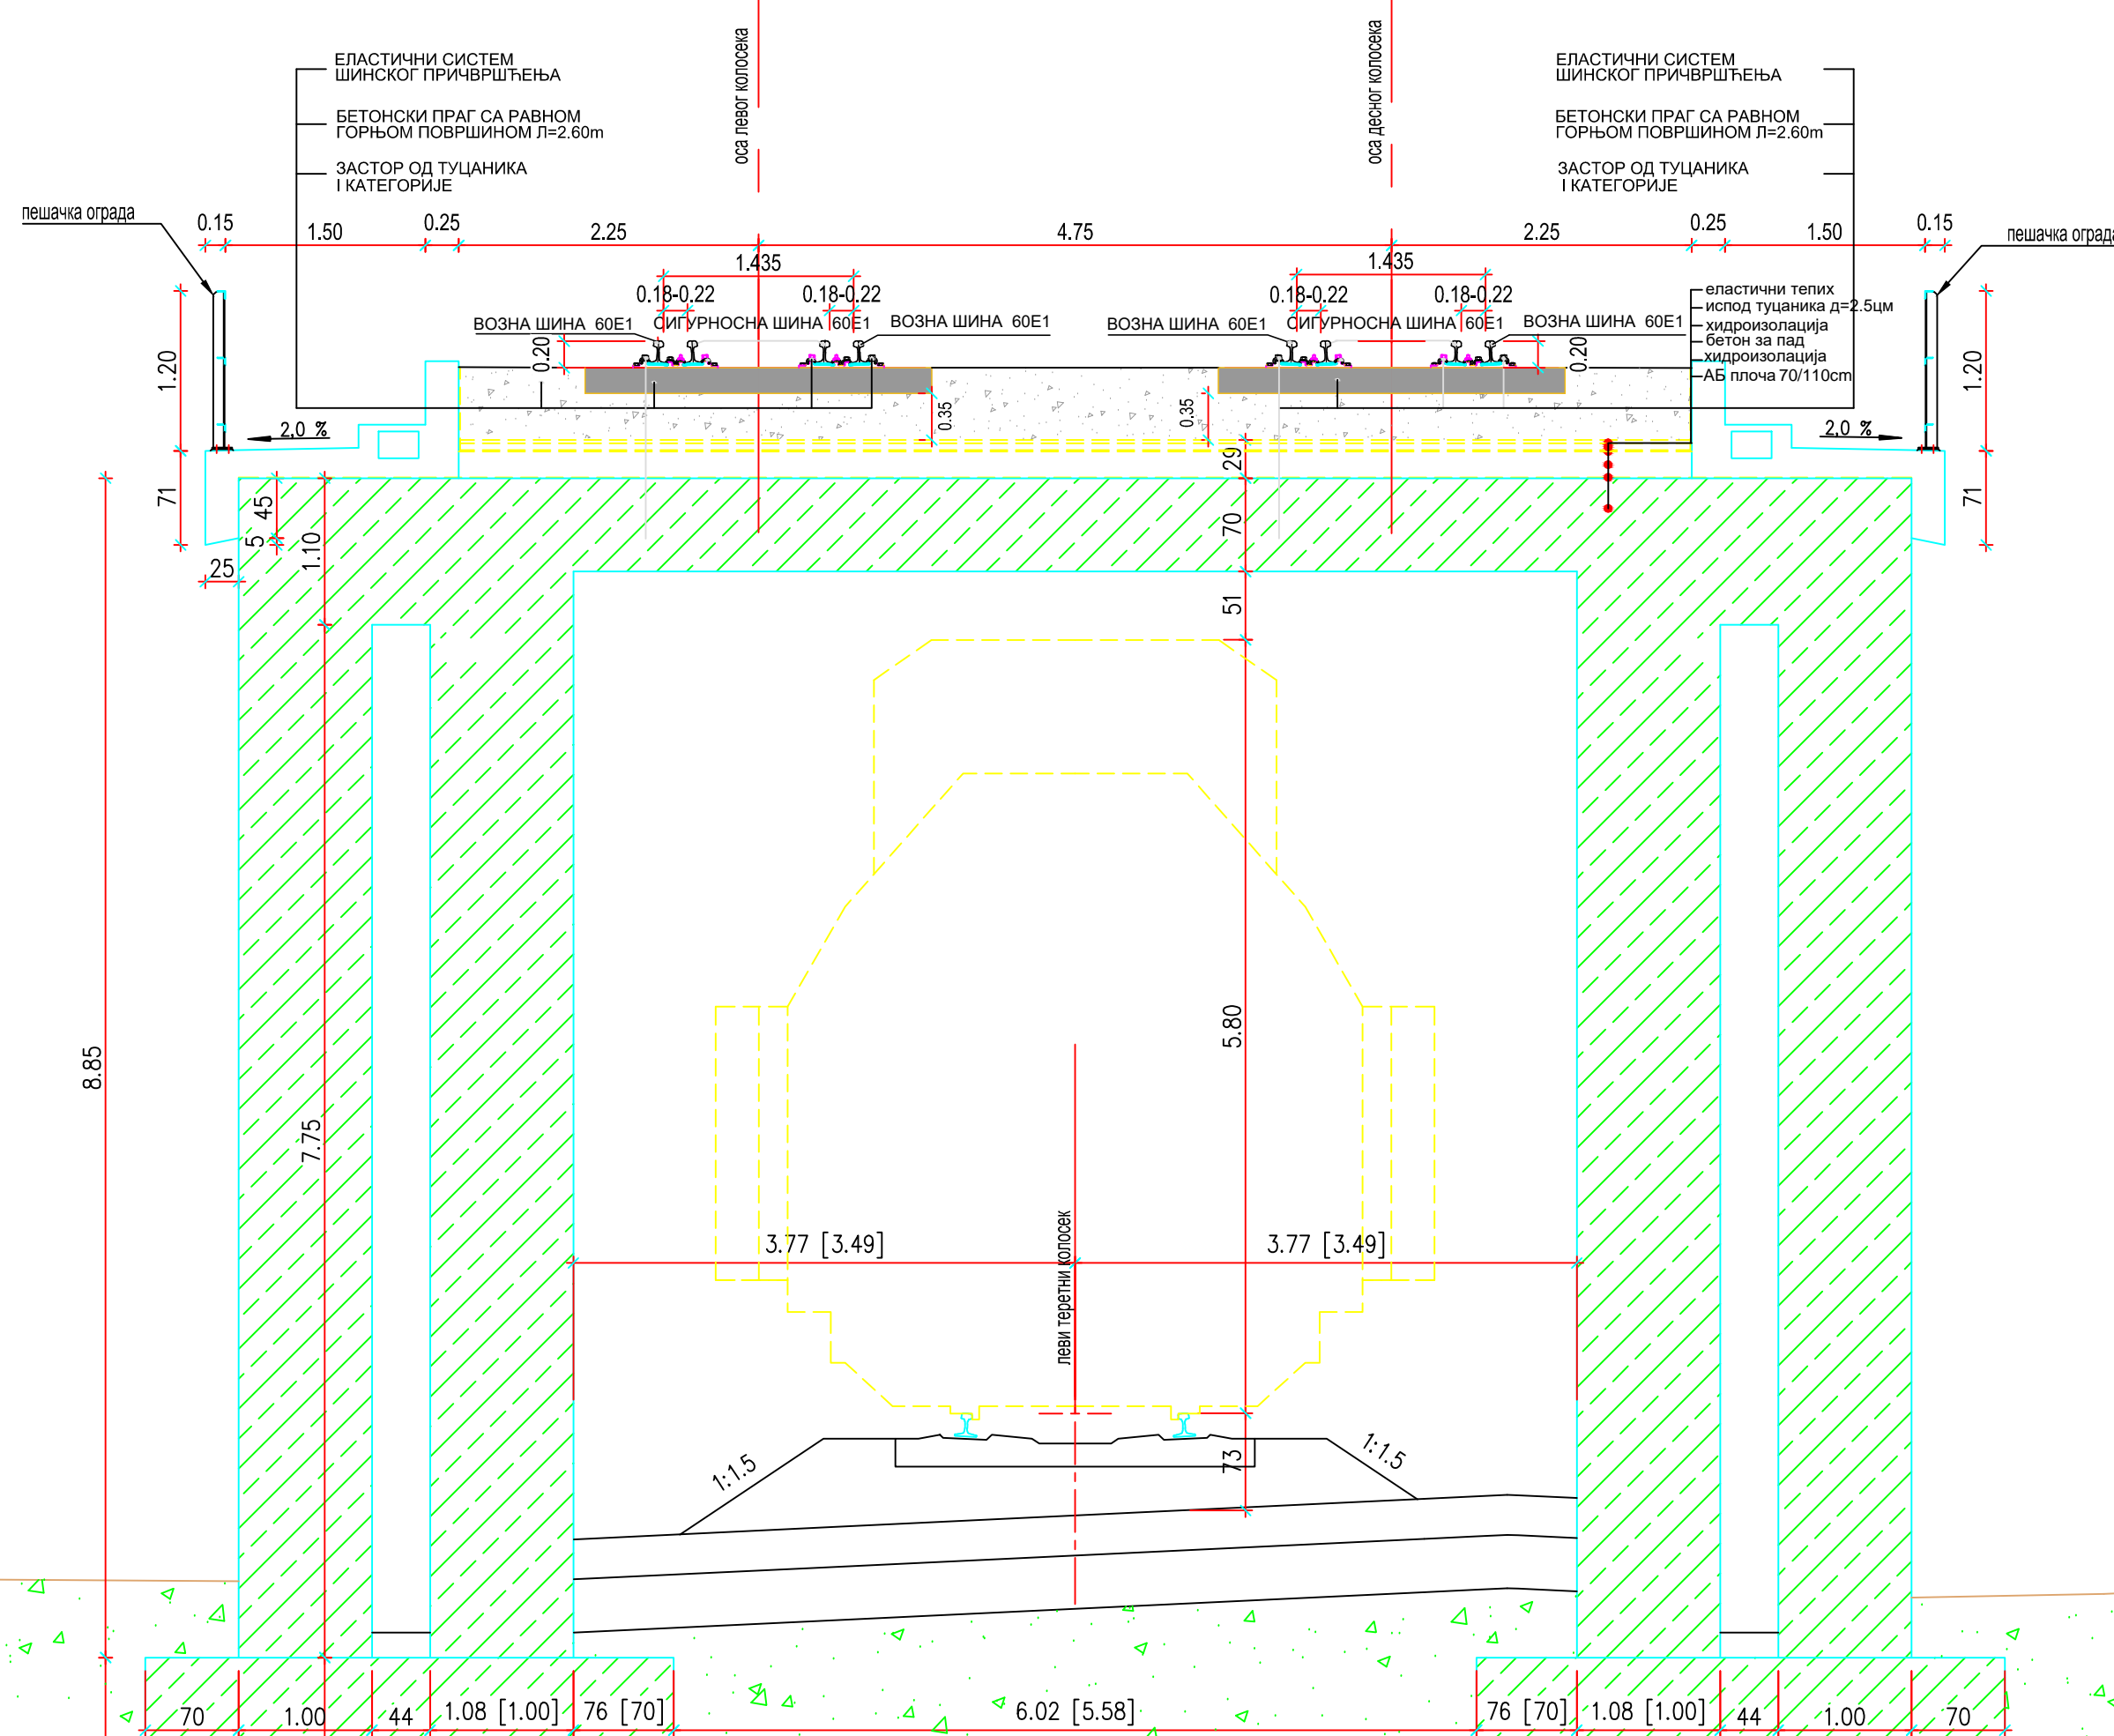 ЕЛАСТИЧНИ СИСТЕМ
ШИНСКОГ ПРИЧВРШЋЕЊА
БЕТОНСКИ ПРАГ СА РАВНОМ
ГОРЊОМ ПОВРШИНОМ Л=2.60m
ЗАСТОР ОД ТУЦАНИКА
I КАТЕГОРИЈЕ
оса левог колосека
оса десног колосека
ЕЛАСТИЧНИ СИСТЕМ
ШИНСКОГ ПРИЧВРШЋЕЊА
БЕТОНСКИ ПРАГ СА РАВНОМ
ГОРЊОМ ПОВРШИНОМ Л=2.60m
ЗАСТОР ОД ТУЦАНИКА
I КАТЕГОРИЈЕ
пешачка ограда
пешачка ограда
0.15 1.50 0.25 2.25 4.75 2.25 0.25 1.50 0.15
1.435 1.435
0.18-0.22 0.18-0.22 0.18-0.22 0.18-0.22
ВОЗНА ШИНА 60Е1 СИГУРНОСНА ШИНА 60Е1 ВОЗНА ШИНА 60Е1
ВОЗНА ШИНА 60Е1 СИГУРНОСНА ШИНА 60Е1 ВОЗНА ШИНА 60Е1
еластични тепих
испод туцаника д=2.5цм
хидроизолација
бетон за пад
хидроизолација
АБ плоча 70/110cm
1.20 0.20 0.20 1.20
0.35 0.35
2,0 % 2,0 %
71 45 5 1.10 25
29 70 51 71
8.85 7.75 5.80
3.77 [3.49] 3.77 [3.49]
леви теретни колосек
1:1.5 73 1:1.5
70 1.00 44 1.08 [1.00] 76 [70] 6.02 [5.58] 76 [70] 1.08 [1.00] 44 1.00 70